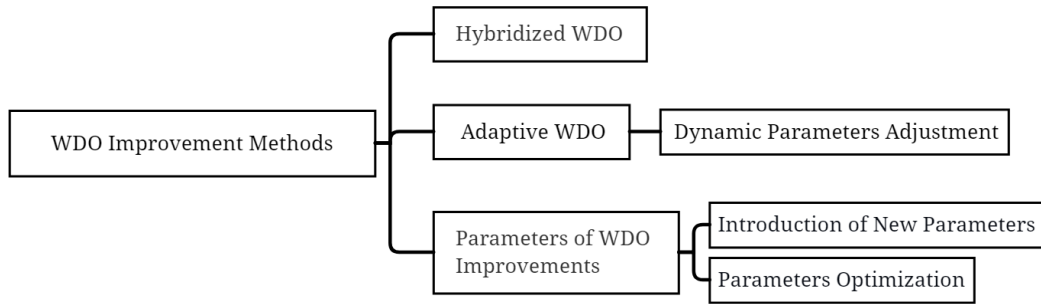 Hybridized WDO
WDO Improvement Methods
Adaptive WDO
Dynamic Parameters Adjustment
Parameters of WDO
Improvements
Introduction of New Parameters
Parameters Optimization